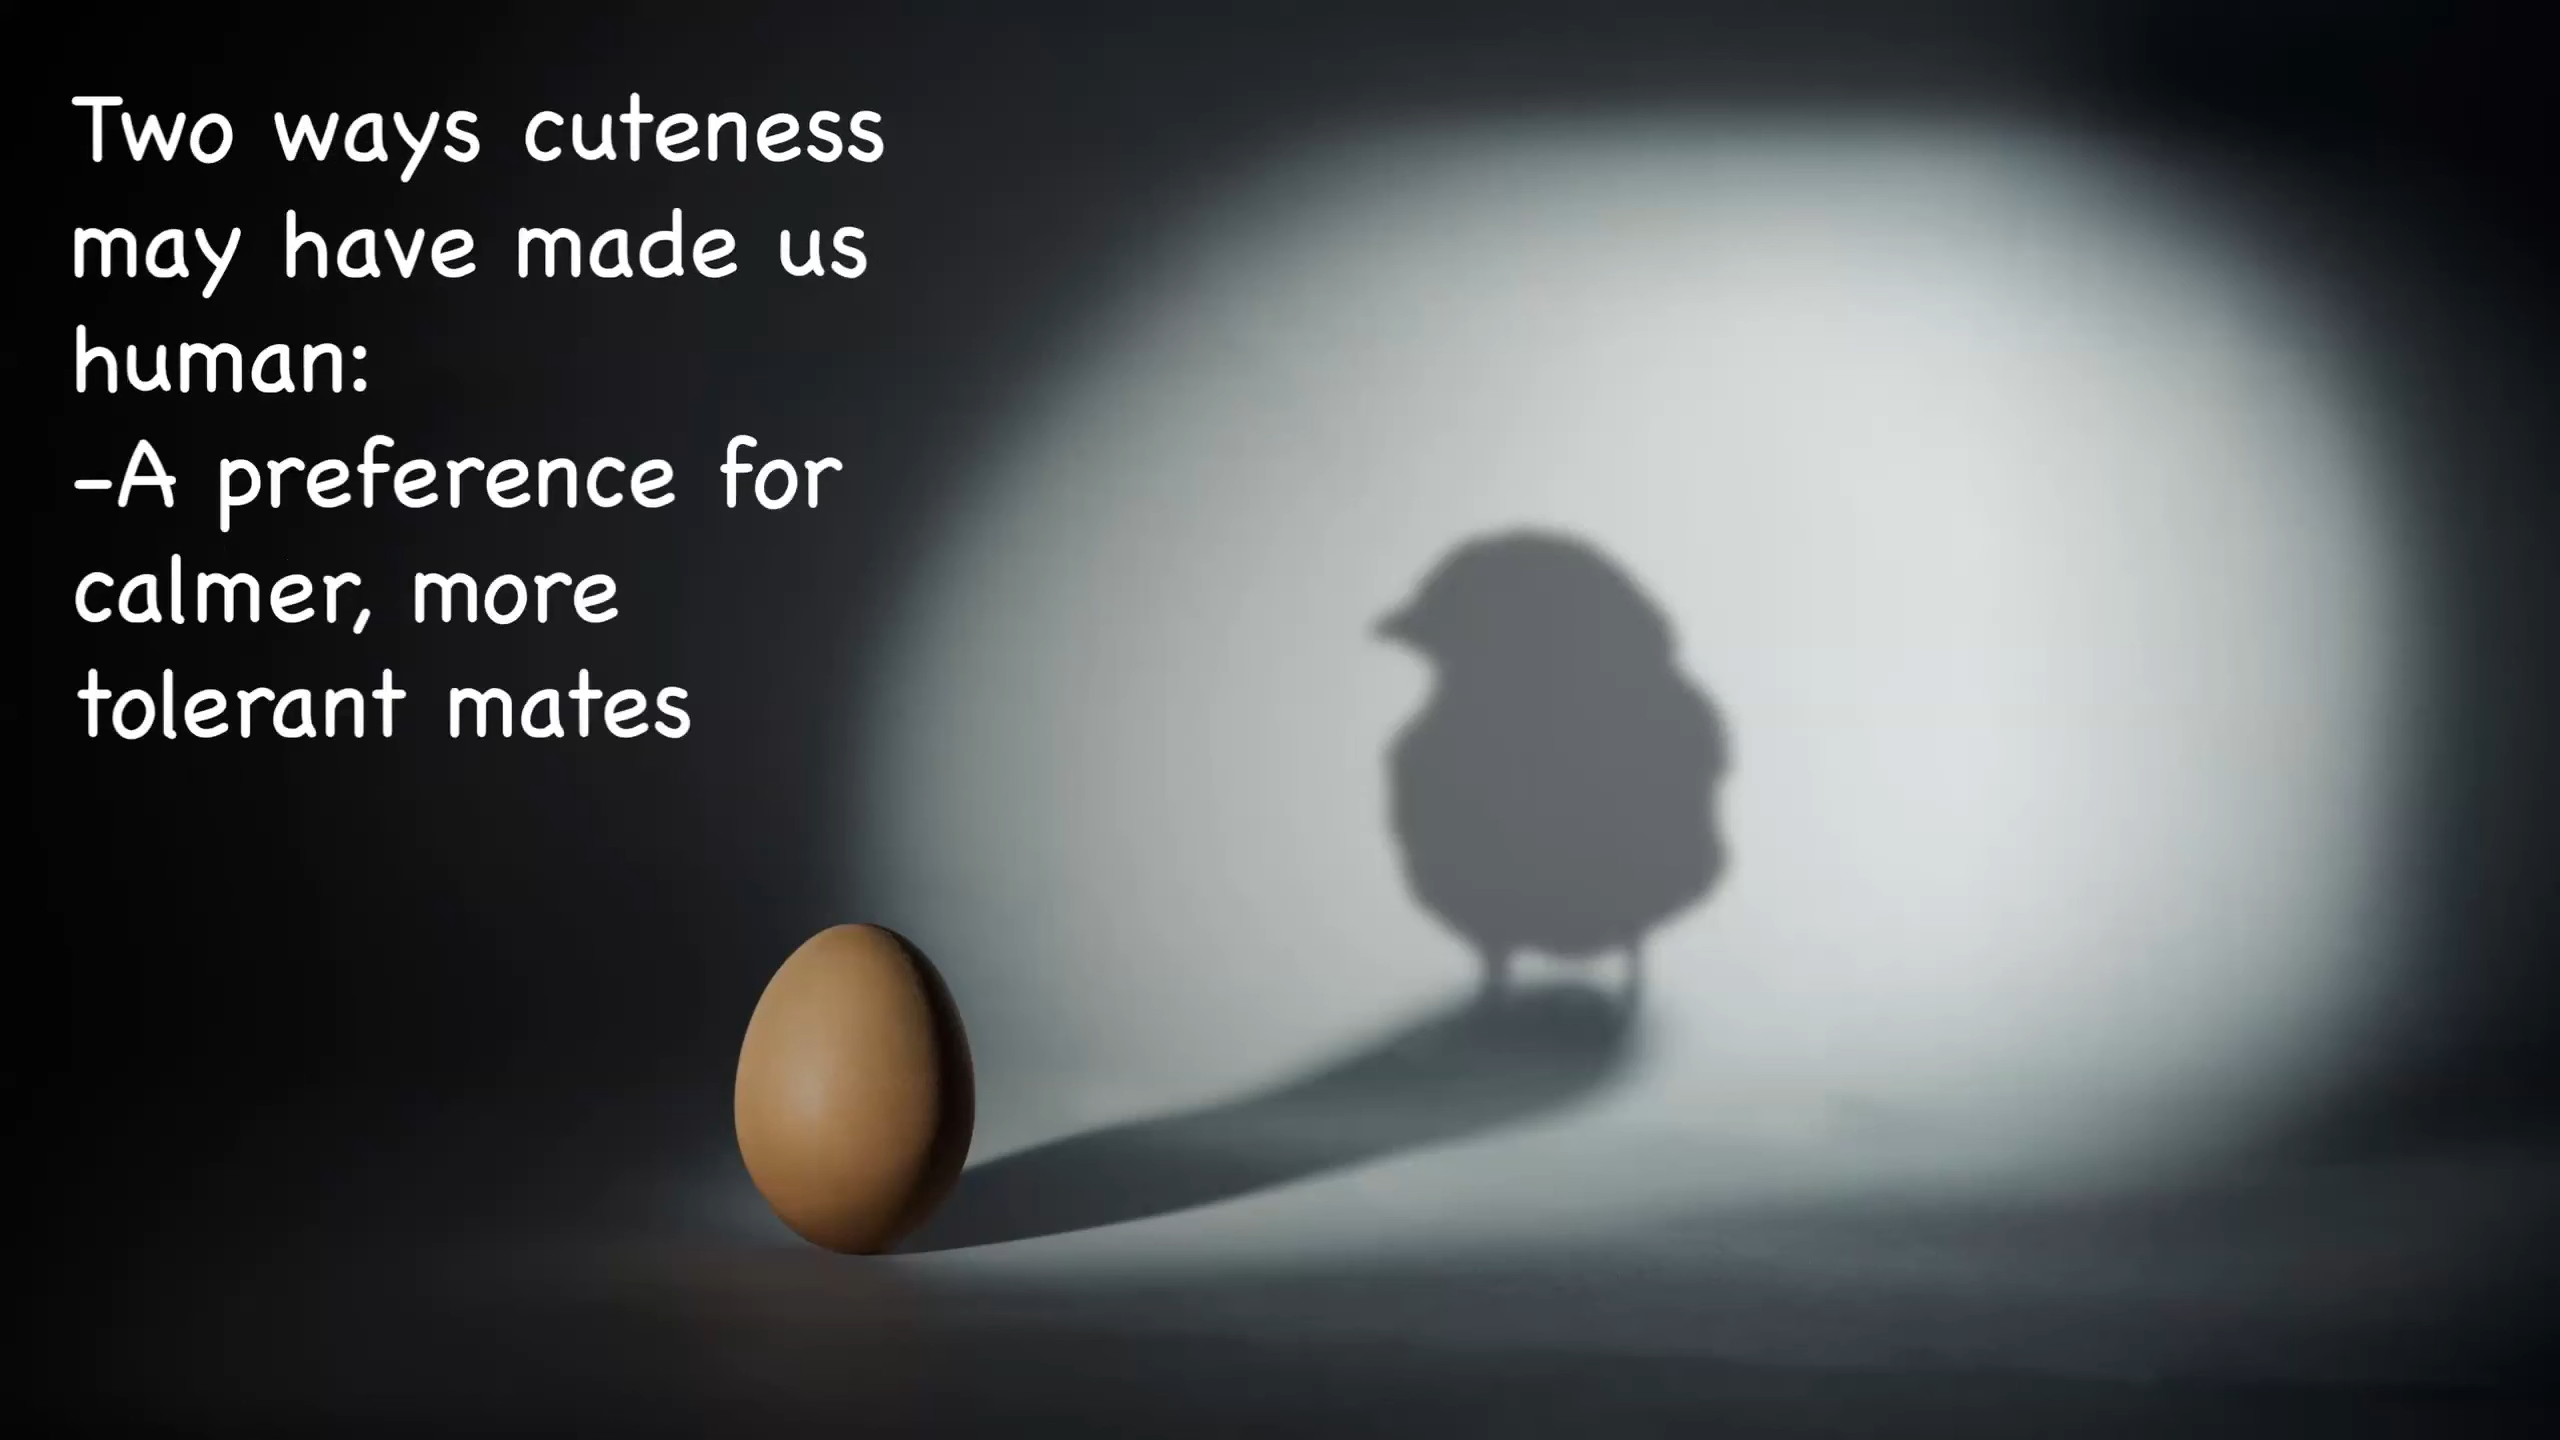 Two ways cuteness
may have made us
human:
-A preference for
calmer, more
tolerant mates